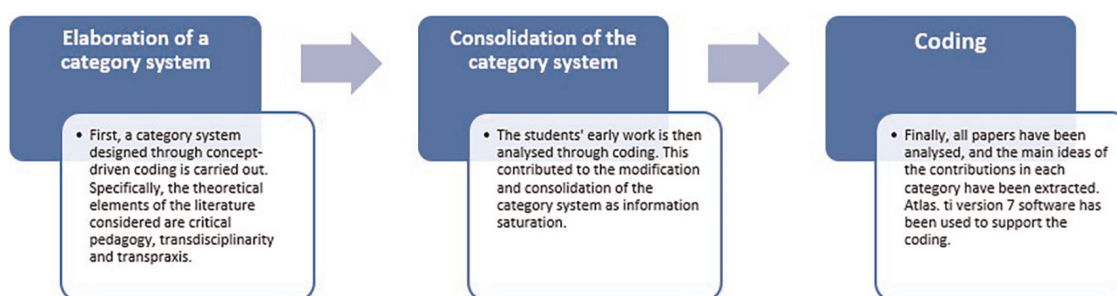 Elaboration of a
category system
• First, a category system
designed through concept-
driven coding is carried out.
Specifically, the theoretical
elements of the literature
considered are critical
pedagogy, transdisciplinarity
and transpraxis.
Consolidation of the
category system
• The students' early work is then
analysed through coding. This
contributed to the modification
and consolidation of the
category system as information
saturation.
Coding
• Finally, all papers have been
analysed, and the main ideas of
the contributions in each
category have been extracted.
Atlas. ti version 7 software has
been used to support the
coding.